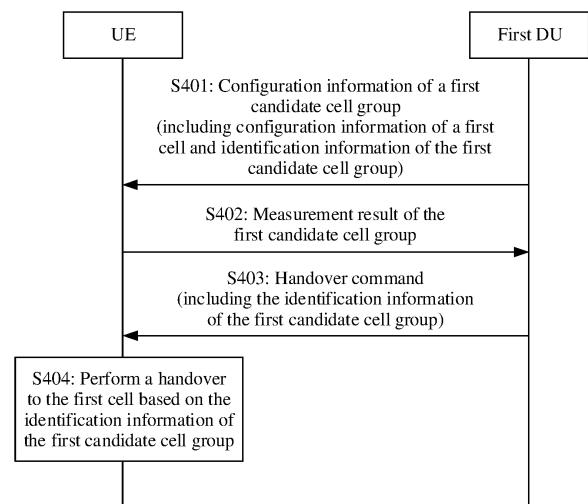 UE
First DU
S401: Configuration information of a first
candidate cell group
(including configuration information of a first
cell and identification information of the first
candidate cell group)
S402: Measurement result of the
first candidate cell group
S403: Handover command
(including the identification information
of the first candidate cell group)
S404: Perform a handover
to the first cell based on the
identification information of
the first candidate cell group